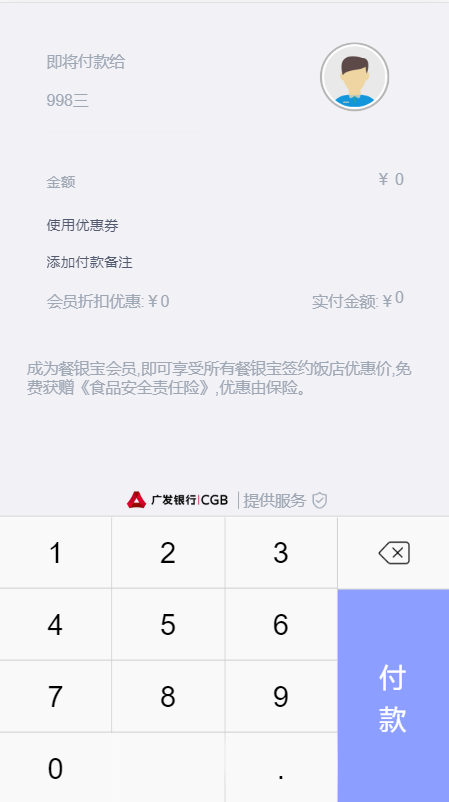 即将付款给
998三
金额 ￥ 0
使用优惠券
添加付款备注
会员折扣优惠:￥0 实付金额:￥0
成为餐银宝会员,即可享受所有餐银宝签约饭店优惠价,免
费获赠《食品安全责任险》,优惠由保险。
广发银行|CGB 提供服务
1 2 3
4 5 6
7 8 9
0 .
付
款